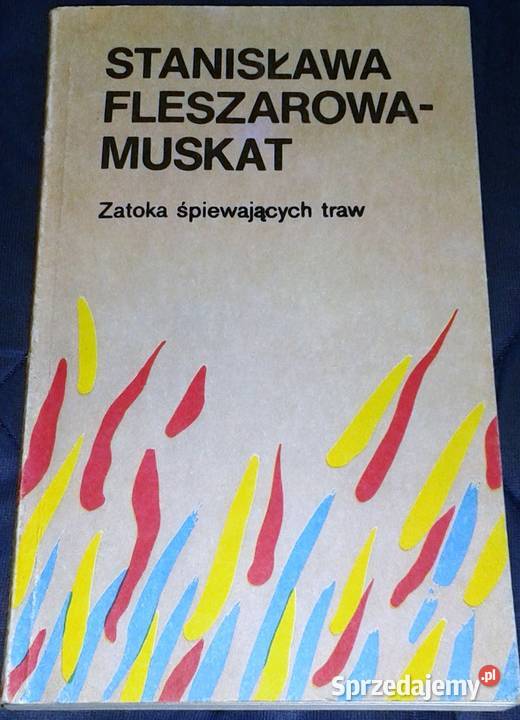 STANISŁAWA
FLESZAROWA-
MUSKAT
Zatoka śpiewających traw
Sprzedajemy.pl